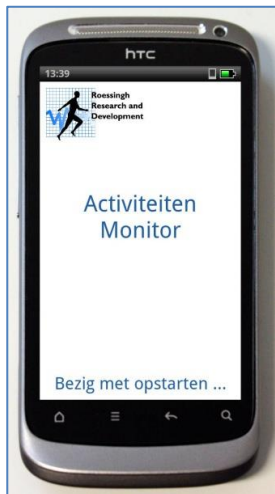 htc
13:39
Roessingh
Research and
Development
Activiteiten
Monitor
Bezig met opstarten ...